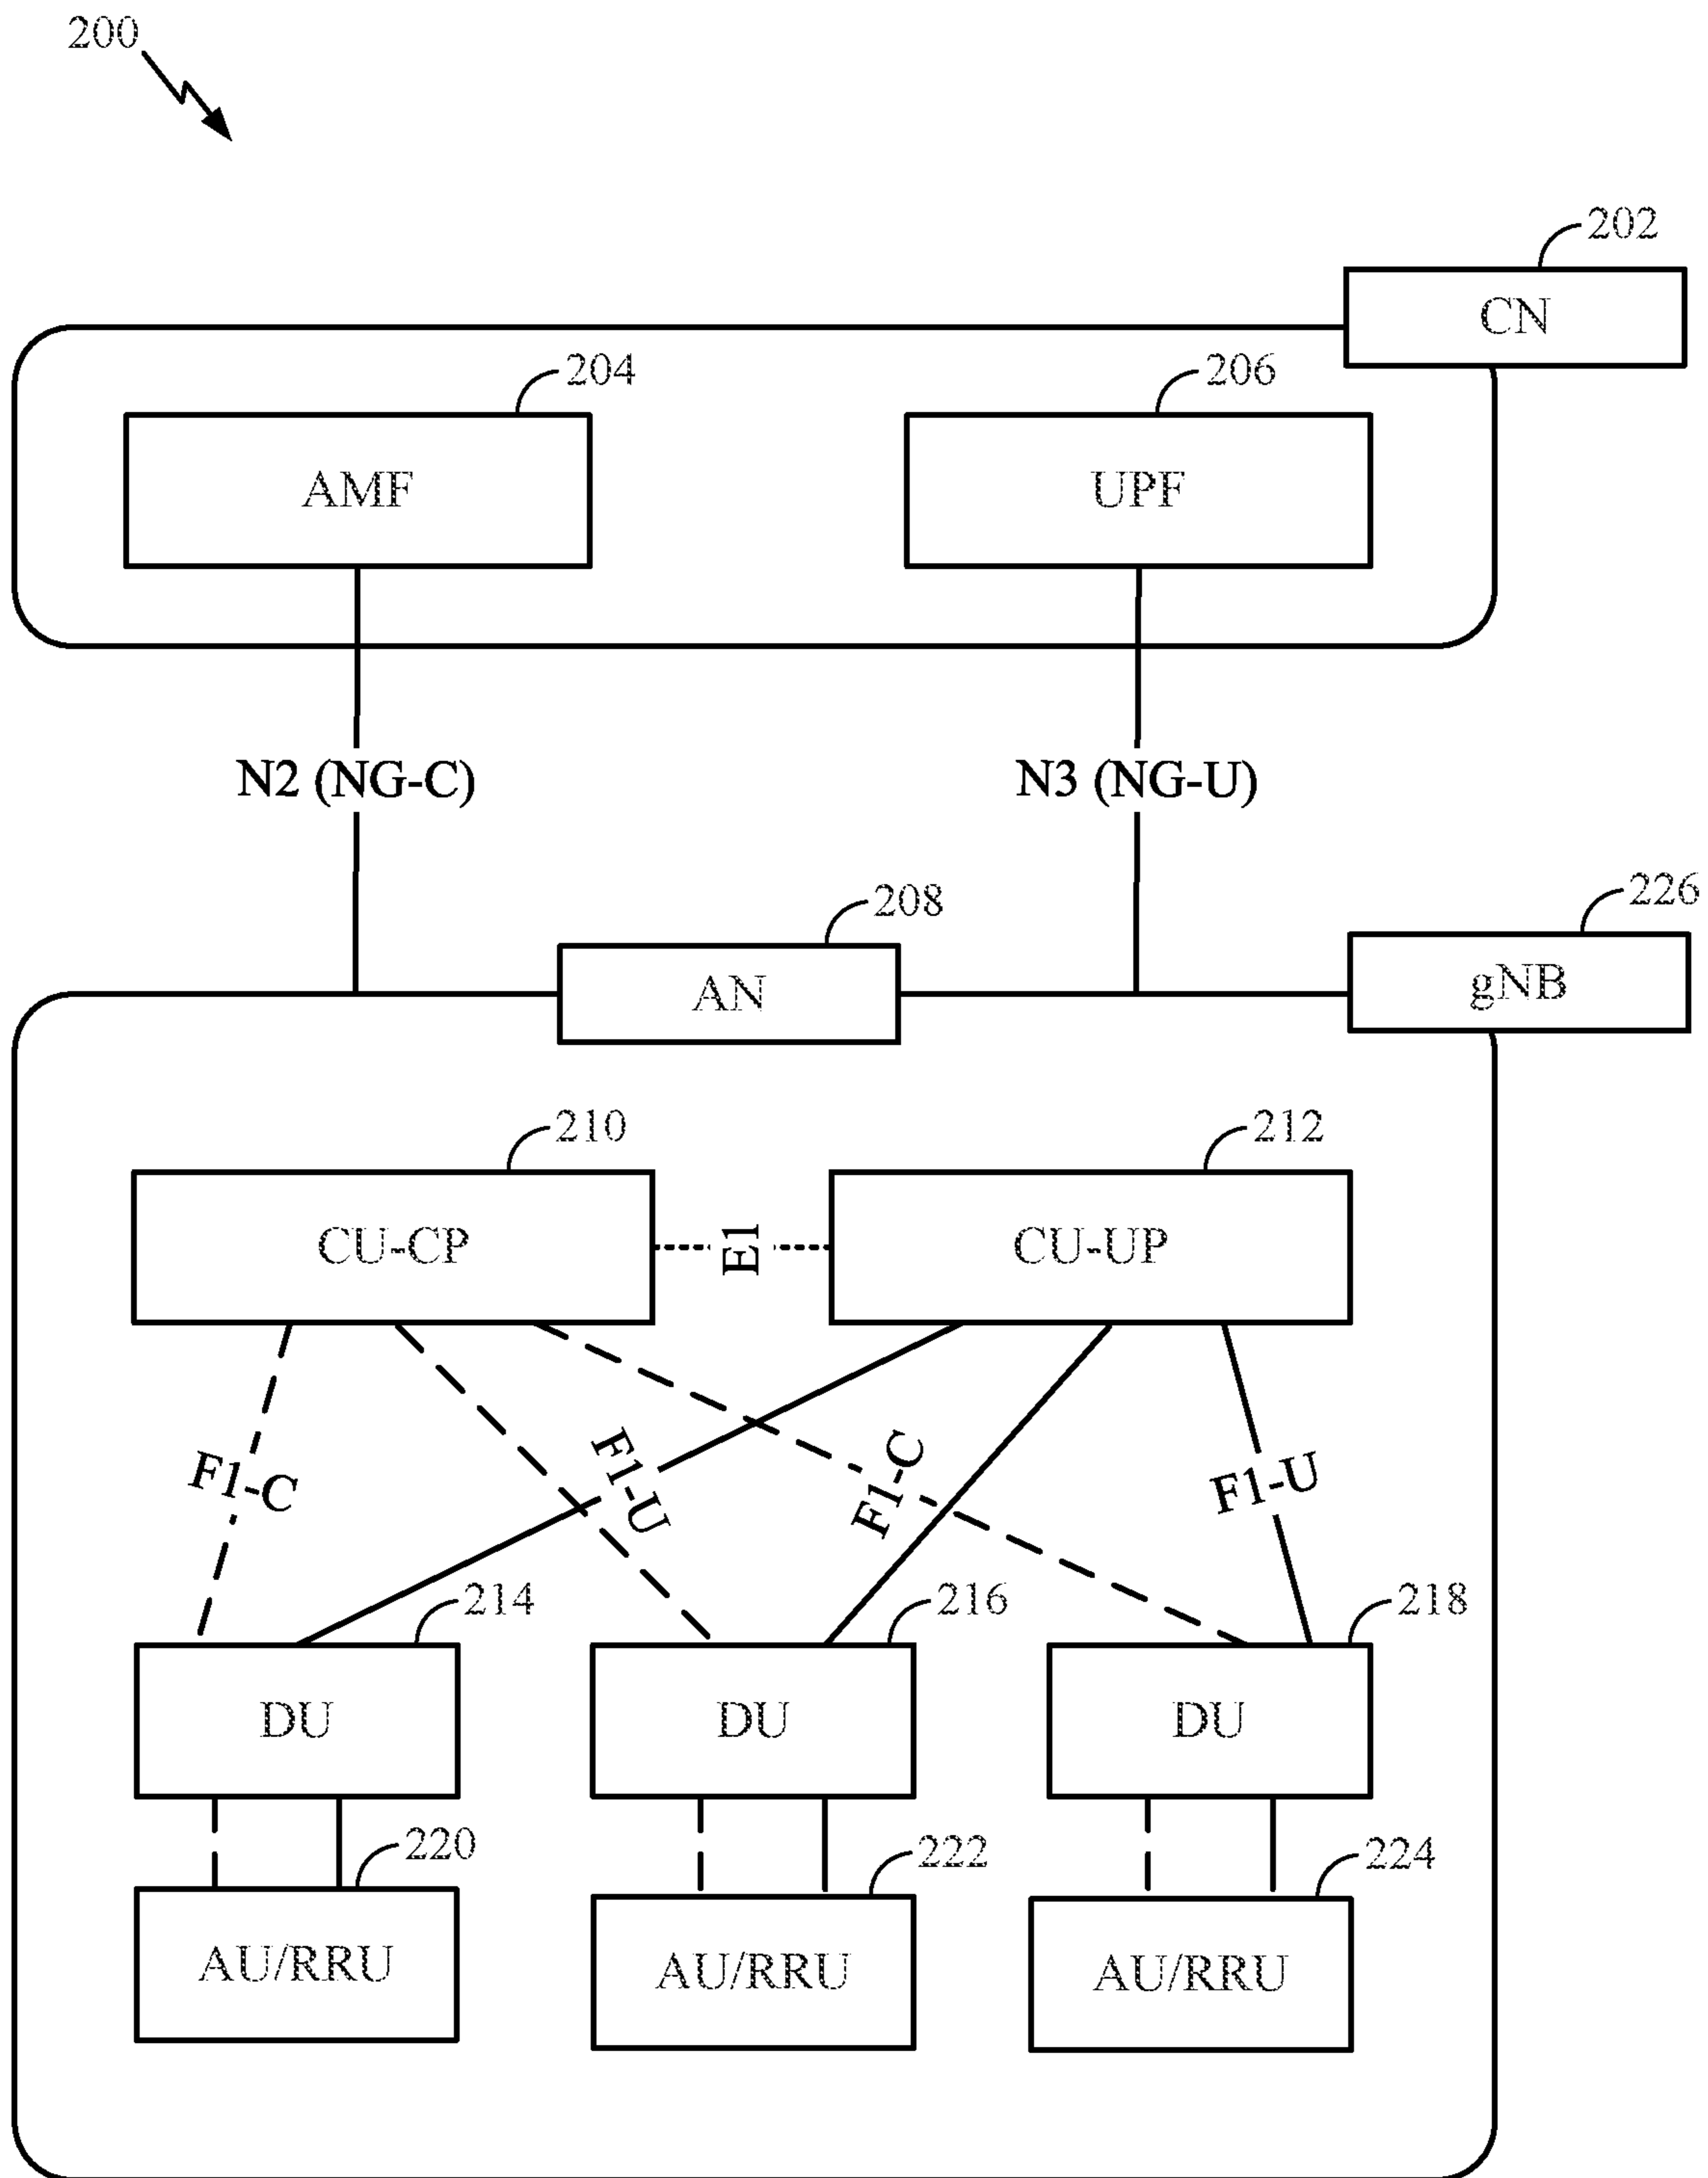 200
202
CN
204
206
AMF
UPF
N2 (NG-C)
N3 (NG-U)
208
226
AN
gNB
210
212
CU-CP
E1
CU-UP
F1-C
F1-U
F1-C
F1-U
214
216
218
DU
DU
DU
220
222
224
AU/RRU
AU/RRU
AU/RRU